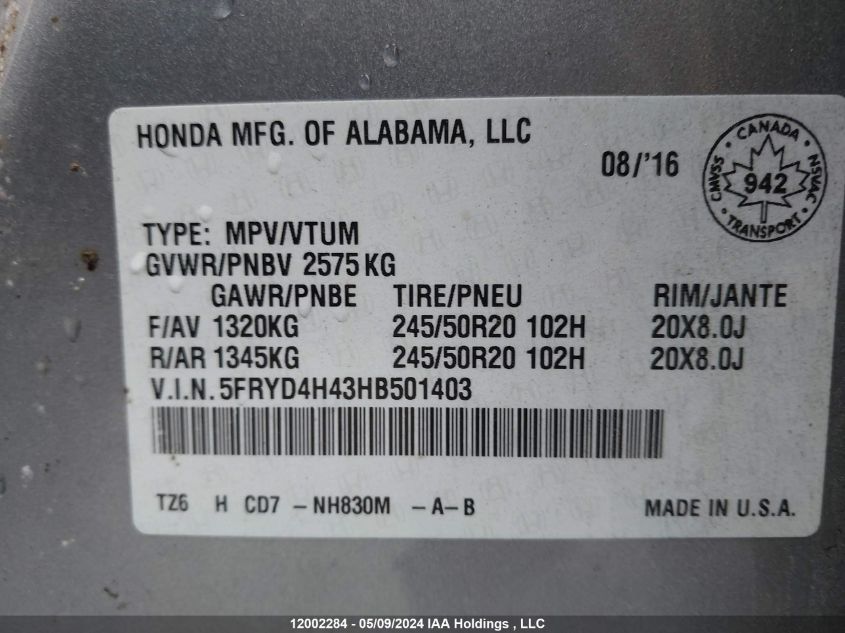 HONDA MFG. OF ALABAMA, LLC
08/'16
CANADA
CMVSS 942 NSVAC
TRANSPORT
TYPE: MPV/VTUM
GVWR/PNBV 2575 KG
GAWR/PNBE TIRE/PNEU RIM/JANTE
F/AV 1320KG 245/50R20 102H 20X8.0J
R/AR 1345KG 245/50R20 102H 20X8.0J
V.I.N. 5FRYD4H43HB501403
TZ6 H CD7 - NH830M - A- B MADE IN U.S.A.
12002284 - 05/09/2024 IAA Holdings , LLC